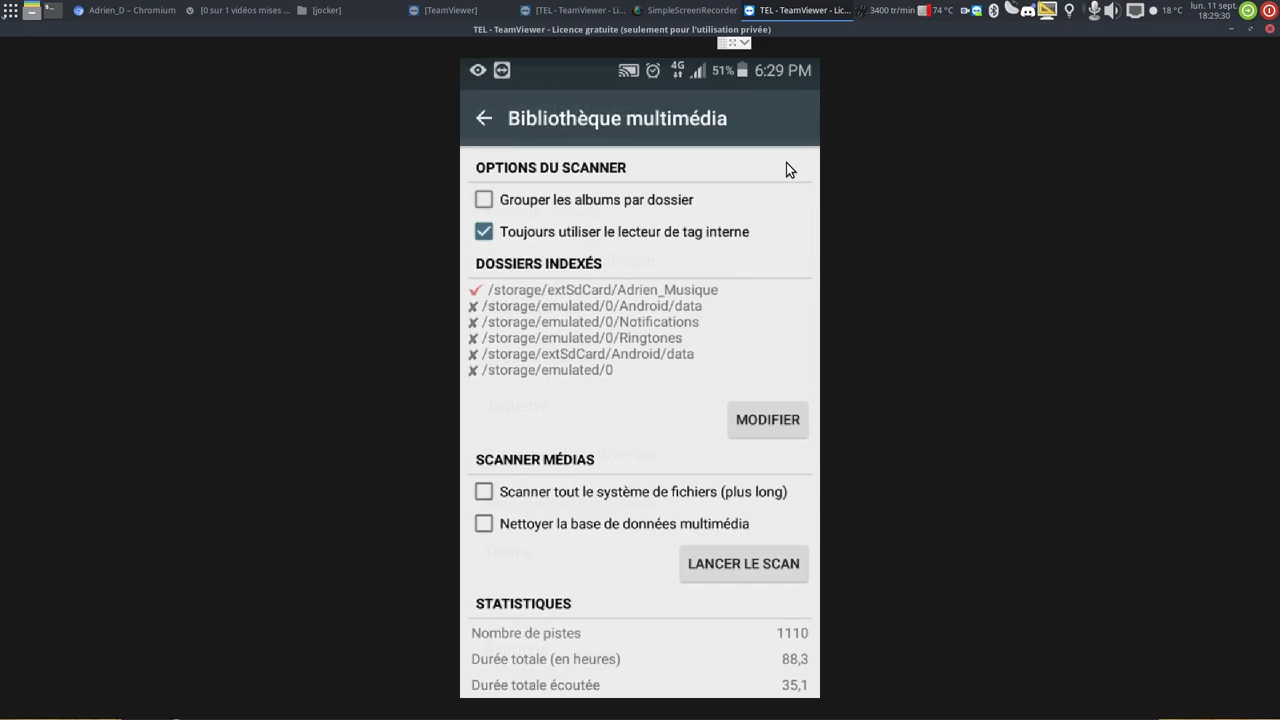 Adrien_D – Chromium
[0 sur 1 vidéos mises ...
[jocker]
[TeamViewer]
[TEL - TeamViewer - Li...
SimpleScreenRecorder
TEL - TeamViewer - Lic...
3400 tr/min
74 °C
18 °C
lun. 11 sept.
18:29:30
TEL - TeamViewer - Licence gratuite (seulement pour l'utilisation privée)
4G
51%
6:29 PM
Bibliothèque multimédia
OPTIONS DU SCANNER
Grouper les albums par dossier
Toujours utiliser le lecteur de tag interne
DOSSIERS INDEXÉS
/storage/extSdCard/Adrien_Musique
/storage/emulated/0/Android/data
/storage/emulated/0/Notifications
/storage/emulated/0/Ringtones
/storage/extSdCard/Android/data
/storage/emulated/0
Jaquette
MODIFIER
SCANNER MÉDIAS
Scanner tout le système de fichiers (plus long)
Nettoyer la base de données multimédia
Thème
LANCER LE SCAN
STATISTIQUES
Nombre de pistes 1110
Durée totale (en heures) 88,3
Durée totale écoutée 35,1